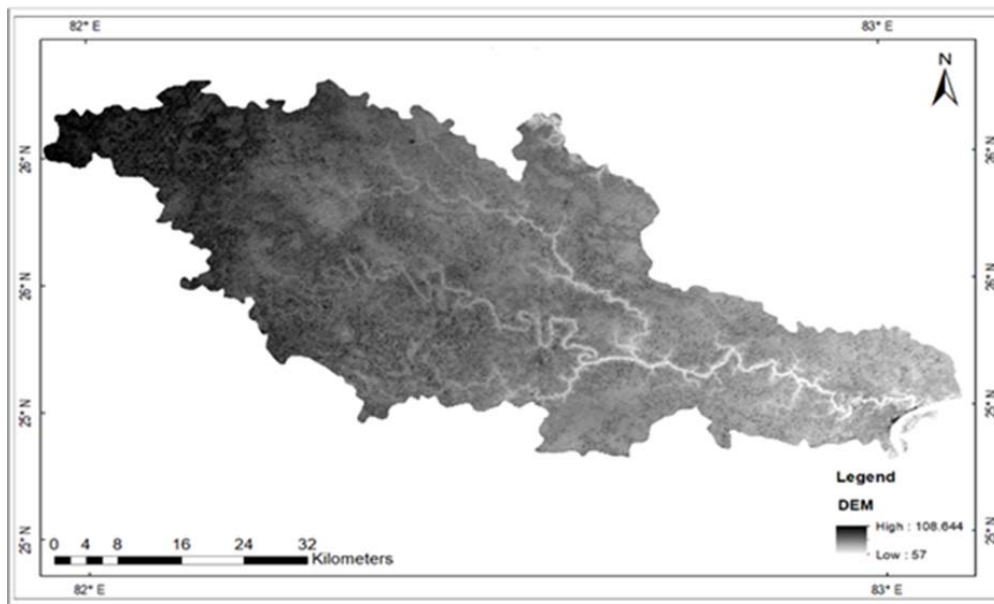 82° E 83° E
N
26° N 26° N
26° N 26° N
25° N 25° N
25° N 25° N
Legend
DEM
High : 108.644
Low : 57
0 4 8 16 24 32
Kilometers
82° E 83° E